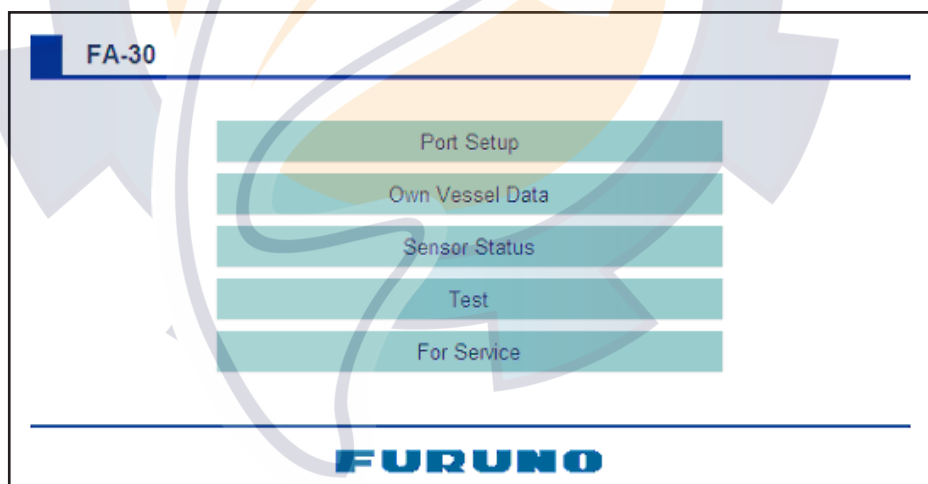 FA-30
Port Setup
Own Vessel Data
Sensor Status
Test
For Service
FURUNO